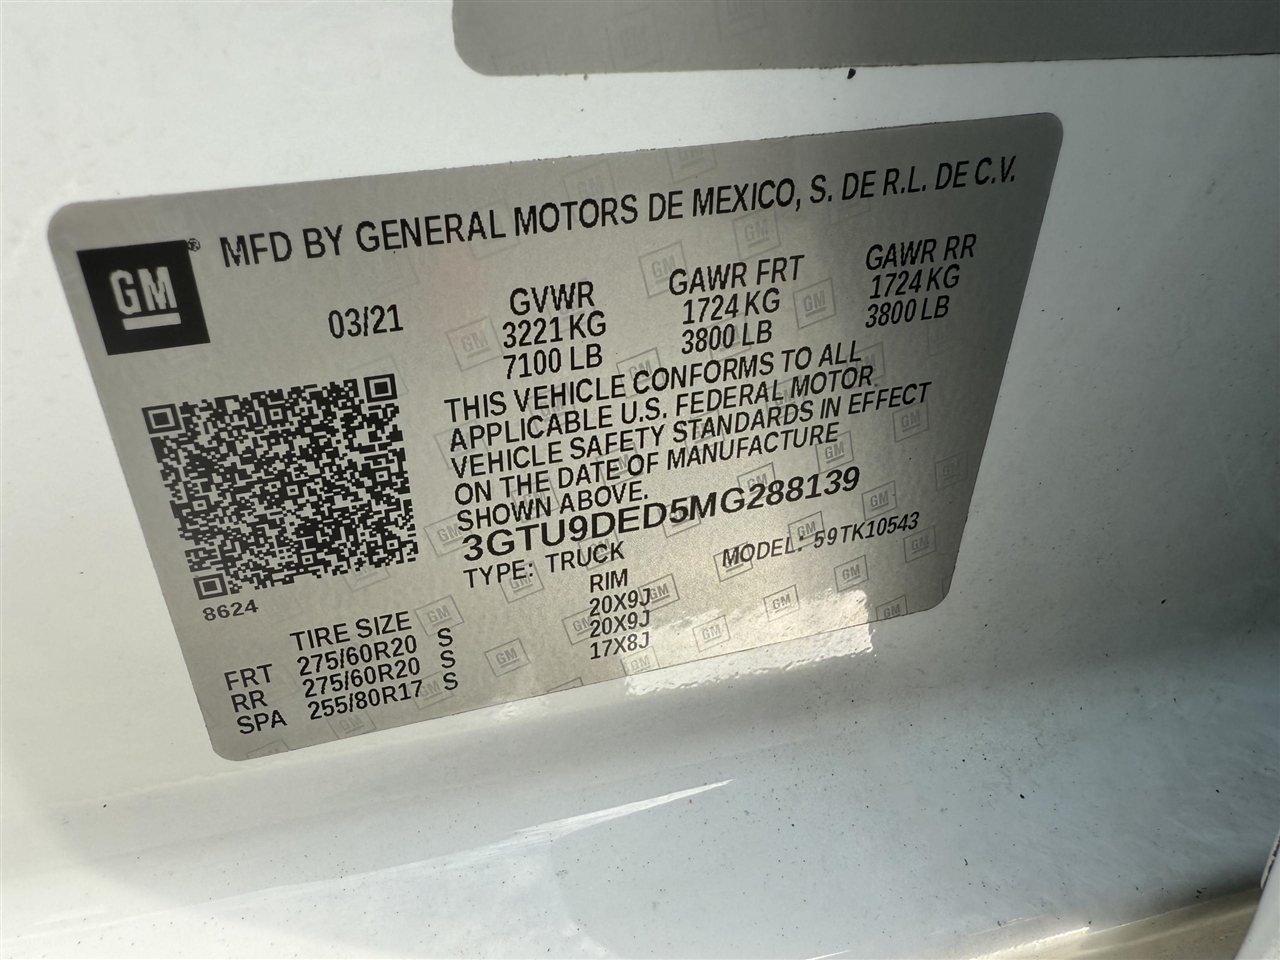 GM
® MFD BY GENERAL MOTORS DE MEXICO, S. DE R.L. DE C.V.
03/21
GVWR
3221 KG
7100 LB
GAWR FRT
1724 KG
3800 LB
GAWR RR
1724 KG
3800 LB
THIS VEHICLE CONFORMS TO ALL
APPLICABLE U.S. FEDERAL MOTOR
VEHICLE SAFETY STANDARDS IN EFFECT
ON THE DATE OF MANUFACTURE
SHOWN ABOVE.
3GTU9DED5MG288139
TYPE: TRUCK
MODEL: 59TK10543
8624
TIRE SIZE RIM
FRT 275/60R20 S 20X9J
RR 275/60R20 S 20X9J
SPA 255/80R17 S 17X8J